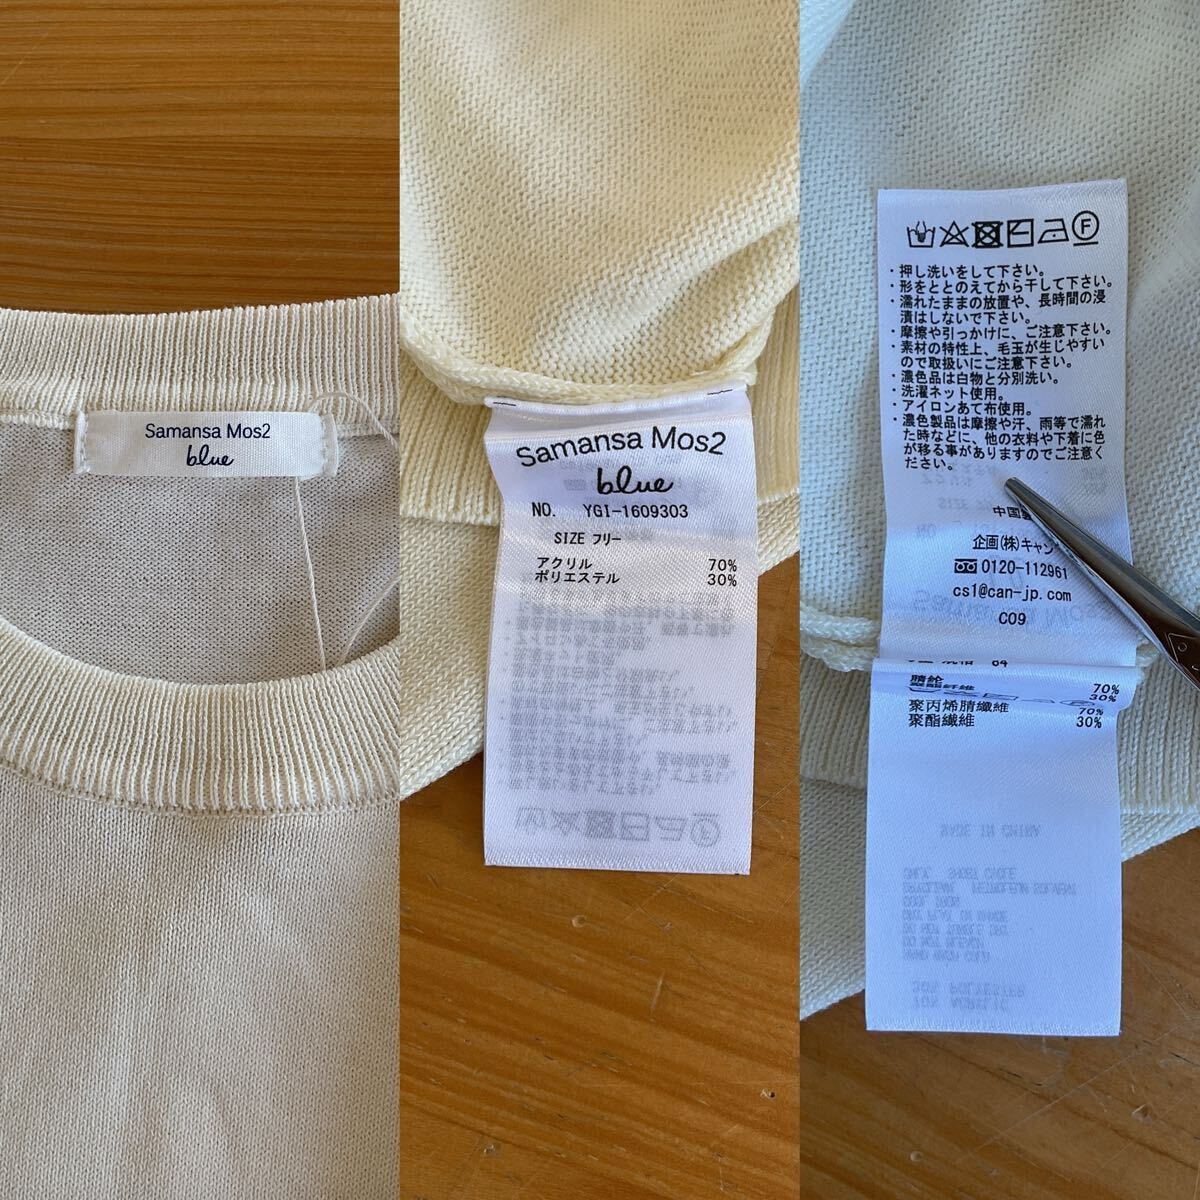 Samansa Mos2
blue
Samansa Mos2
blue
NO. YGI-1609303
SIZE フリー
アクリル 70%
ポリエステル 30%
・押し洗いをして下さい。
・形をととのえてから干して下さい。
・濡れたままの放置や、長時間の浸
漬はしないで下さい。
・摩擦や引っかけに、ご注意下さい。
・素材の特性上、毛玉が生じやすい
ので取扱いにご注意下さい。
・濃色品は白物と分別洗い。
・洗濯ネット使用。
・アイロンあて布使用。
・濃色製品は摩擦や汗、雨等で濡れ
た時などに、他の衣料や下着に色
が移る事がありますのでご注意く
ださい。
中国
企画(株)キャン
0120-112961
cs1@can-jp.com
C09
腈纶 70%
聚酯纤维 30%
聚丙烯腈纖維 70%
聚酯纖維 30%
MADE IN CHINA